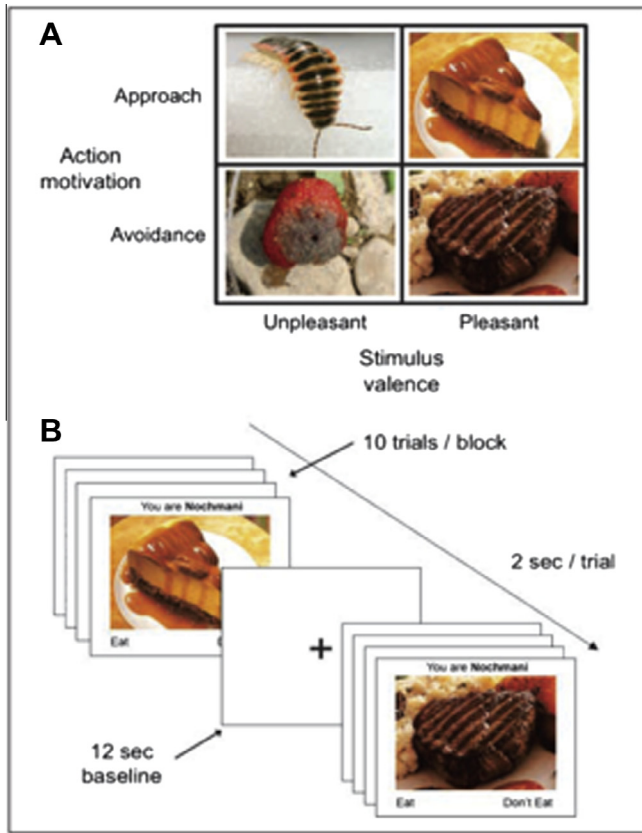 A
Approach
Action
motivation
Avoidance
Unpleasant
Pleasant
Stimulus
valence
B
10 trials / block
You are Nochmani
2 sec / trial
Eat
+
You are Nochmani
12 sec
baseline
Eat
Don't Eat